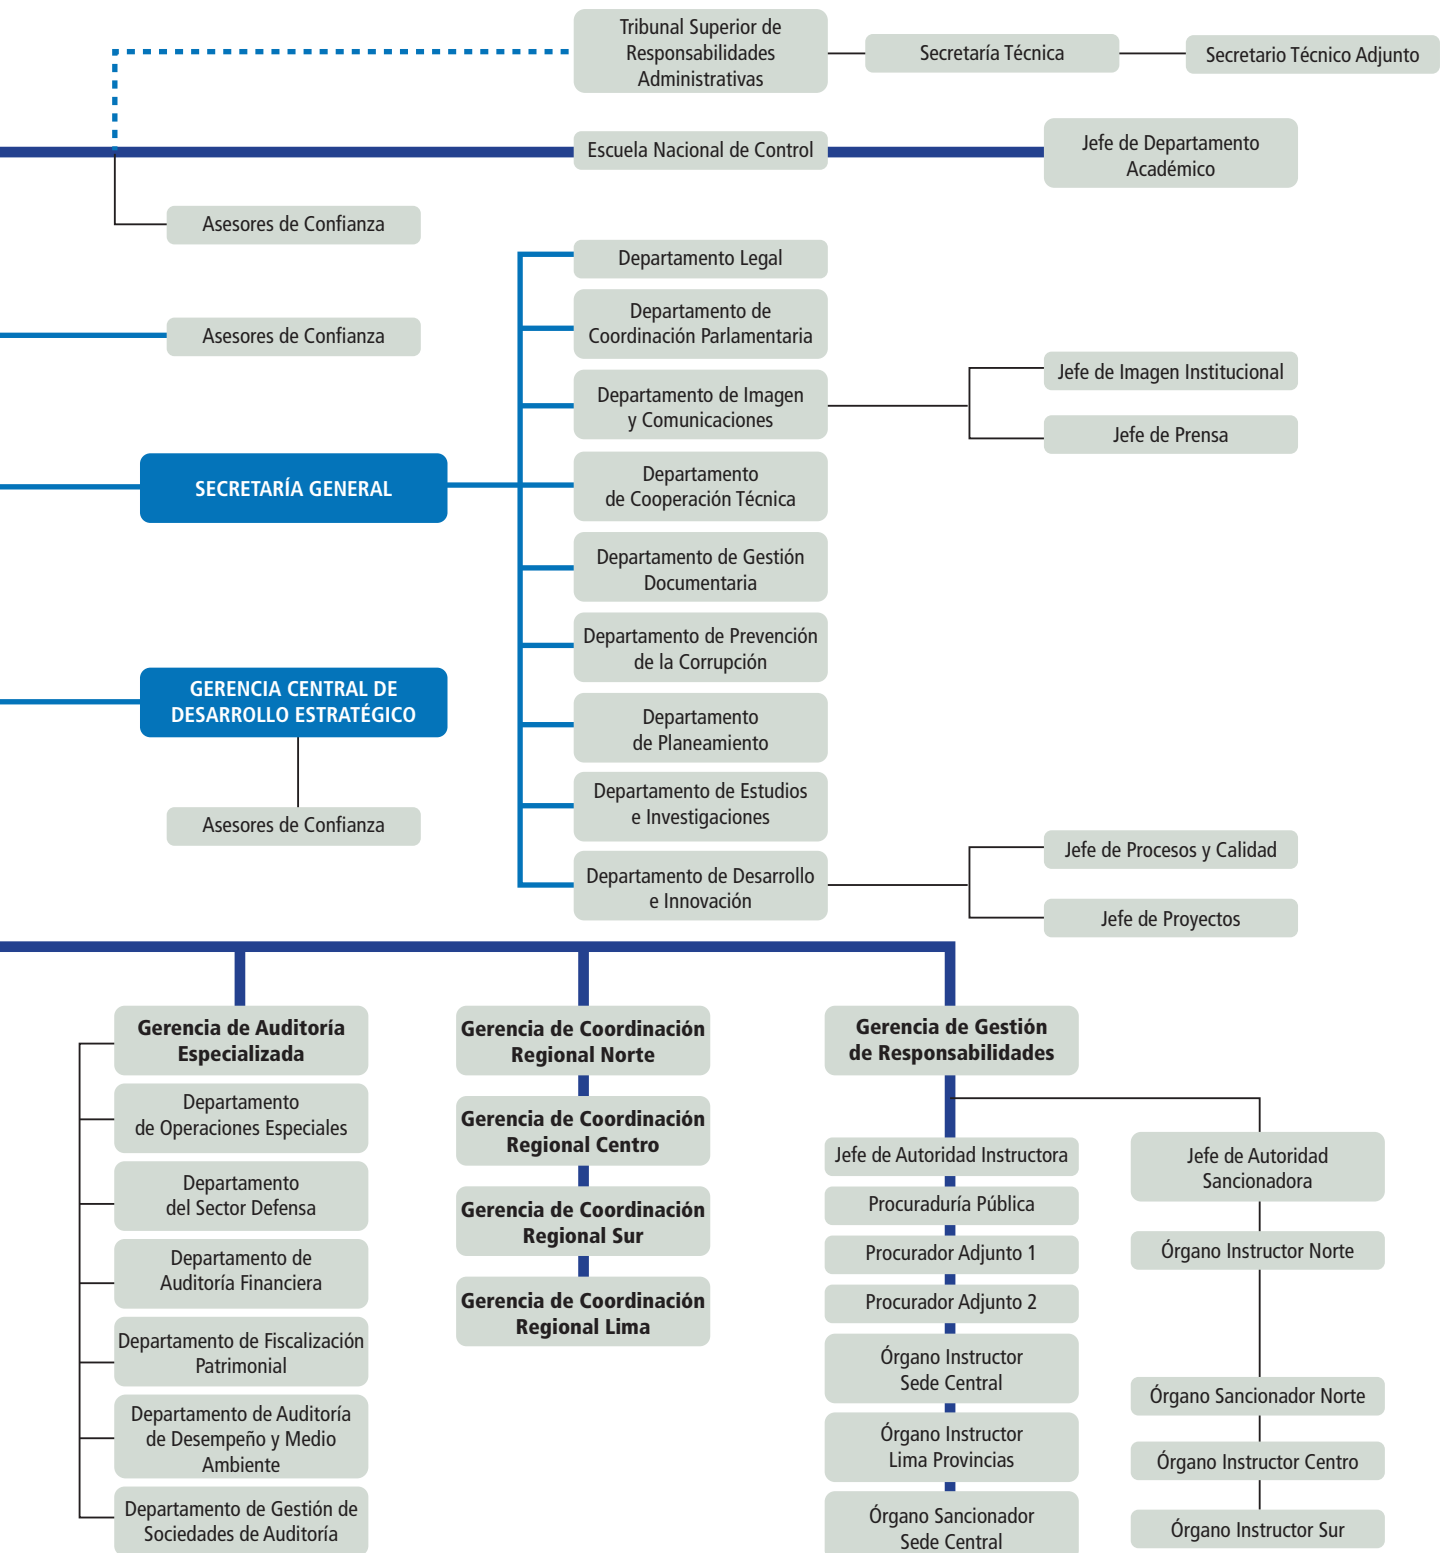 Tribunal Superior de
Responsabilidades
Administrativas
Secretaría Técnica
Secretario Técnico Adjunto
Escuela Nacional de Control
Jefe de Departamento
Académico
Asesores de Confianza
Departamento Legal
Asesores de Confianza
Departamento de
Coordinación Parlamentaria
Departamento de Imagen
y Comunicaciones
Jefe de Imagen Institucional
Jefe de Prensa
SECRETARÍA GENERAL
Departamento
de Cooperación Técnica
Departamento de Gestión
Documentaria
Departamento de Prevención
de la Corrupción
GERENCIA CENTRAL DE
DESARROLLO ESTRATÉGICO
Departamento
de Planeamiento
Asesores de Confianza
Departamento de Estudios
e Investigaciones
Departamento de Desarrollo
e Innovación
Jefe de Procesos y Calidad
Jefe de Proyectos
Gerencia de Auditoría
Especializada
Departamento
de Operaciones Especiales
Departamento
del Sector Defensa
Departamento de
Auditoría Financiera
Departamento de Fiscalización
Patrimonial
Departamento de Auditoría
de Desempeño y Medio
Ambiente
Departamento de Gestión de
Sociedades de Auditoría
Gerencia de Coordinación
Regional Norte
Gerencia de Coordinación
Regional Centro
Gerencia de Coordinación
Regional Sur
Gerencia de Coordinación
Regional Lima
Gerencia de Gestión
de Responsabilidades
Jefe de Autoridad Instructora
Procuraduría Pública
Procurador Adjunto 1
Procurador Adjunto 2
Órgano Instructor
Sede Central
Órgano Instructor
Lima Provincias
Órgano Sancionador
Sede Central
Jefe de Autoridad
Sancionadora
Órgano Instructor Norte
Órgano Sancionador Norte
Órgano Instructor Centro
Órgano Instructor Sur